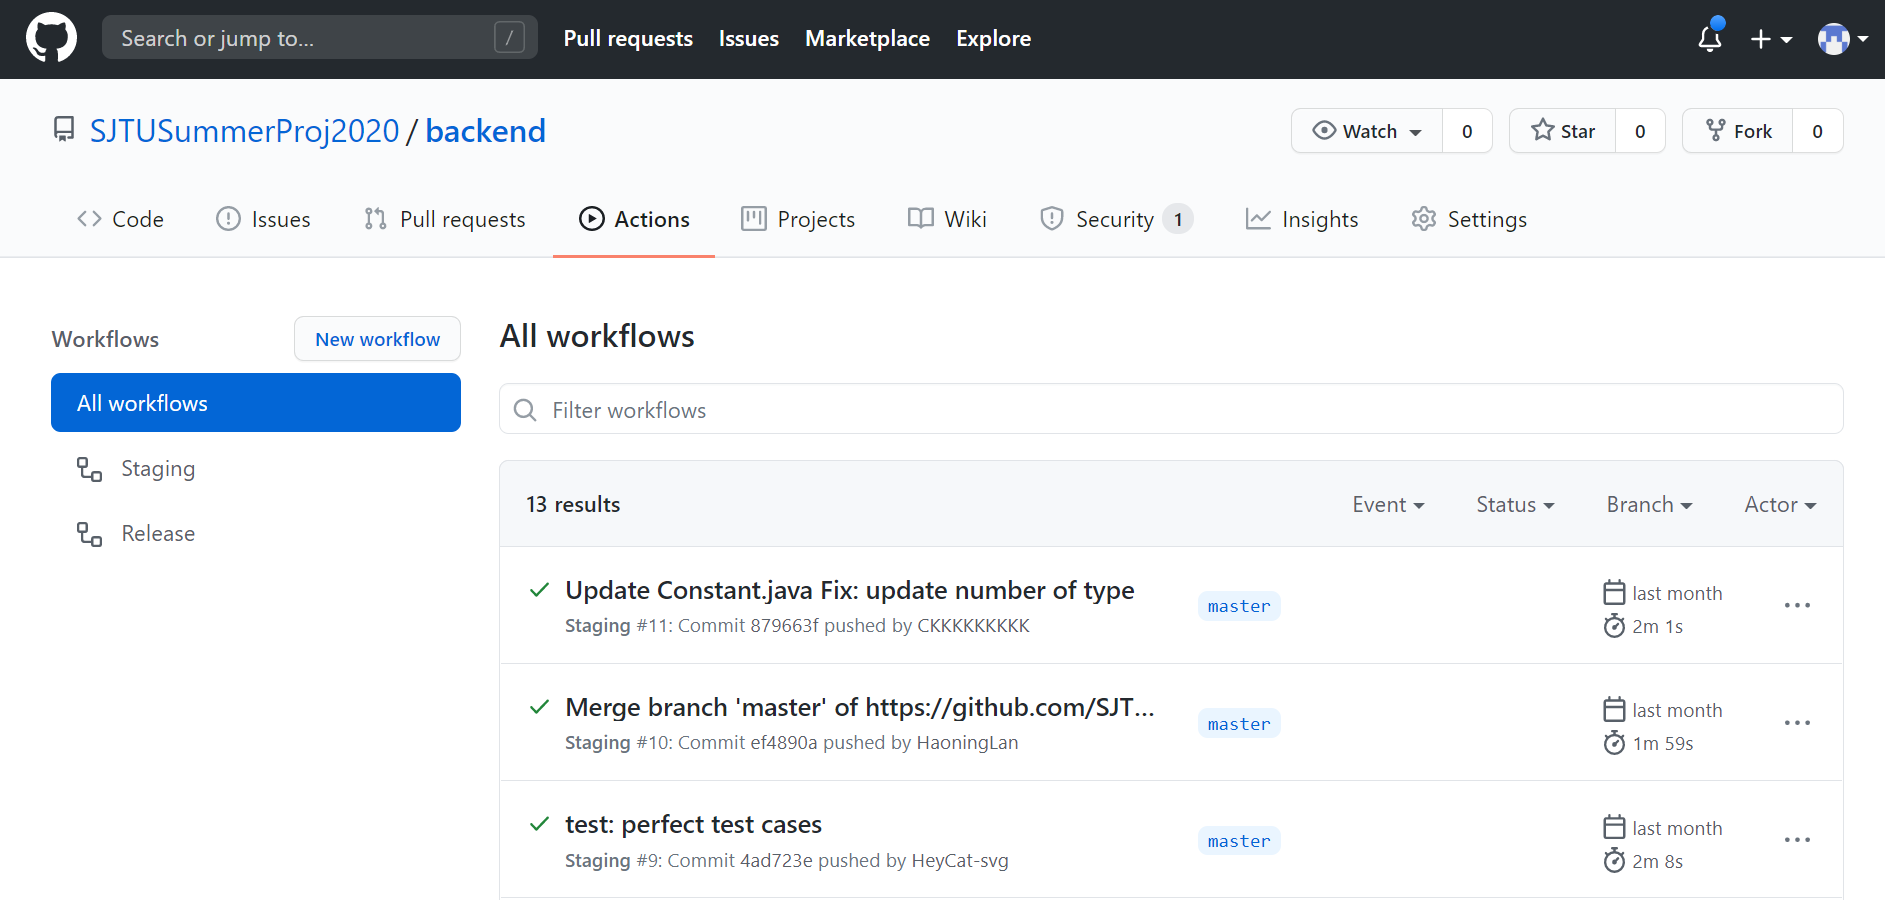 Search or jump to... / Pull requests Issues Marketplace Explore
SJTUSummerProj2020 / backend Watch 0 Star 0 Fork 0
Code Issues Pull requests Actions Projects Wiki Security 1 Insights Settings
Workflows New workflow
All workflows
Staging
Release
All workflows
Filter workflows
13 results Event Status Branch Actor
Update Constant.java Fix: update number of type
Staging #11: Commit 879663f pushed by CKKKKKKKKK
master
last month
2m 1s
Merge branch 'master' of https://github.com/SJT...
Staging #10: Commit ef4890a pushed by HaoningLan
master
last month
1m 59s
test: perfect test cases
Staging #9: Commit 4ad723e pushed by HeyCat-svg
master
last month
2m 8s